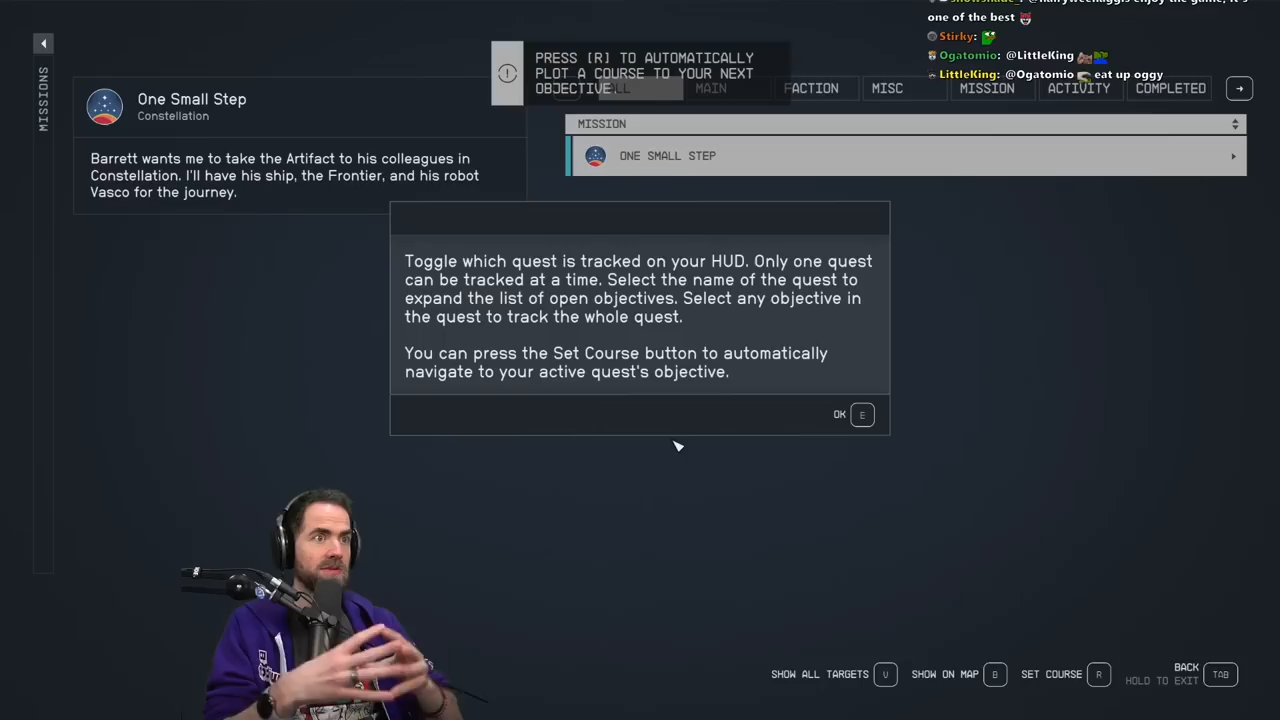 one of the best
Stirky:
Ogatomio: @LittleKing
LittleKing: @Ogatomio eat up oggy
MISSIONS
One Small Step
Constellation
Barrett wants me to take the Artifact to his colleagues in
Constellation. I'll have his ship, the Frontier, and his robot
Vasco for the journey.
PRESS [R] TO AUTOMATICALLY
PLOT A COURSE TO YOUR NEXT
OBJECTIVE
MAIN FACTION MISC MISSION ACTIVITY COMPLETED
MISSION
ONE SMALL STEP
Toggle which quest is tracked on your HUD. Only one quest
can be tracked at a time. Select the name of the quest to
expand the list of open objectives. Select any objective in
the quest to track the whole quest.
You can press the Set Course button to automatically
navigate to your active quest's objective.
OK E
SHOW ALL TARGETS V SHOW ON MAP B SET COURSE R BACK TAB
HOLD TO EXIT